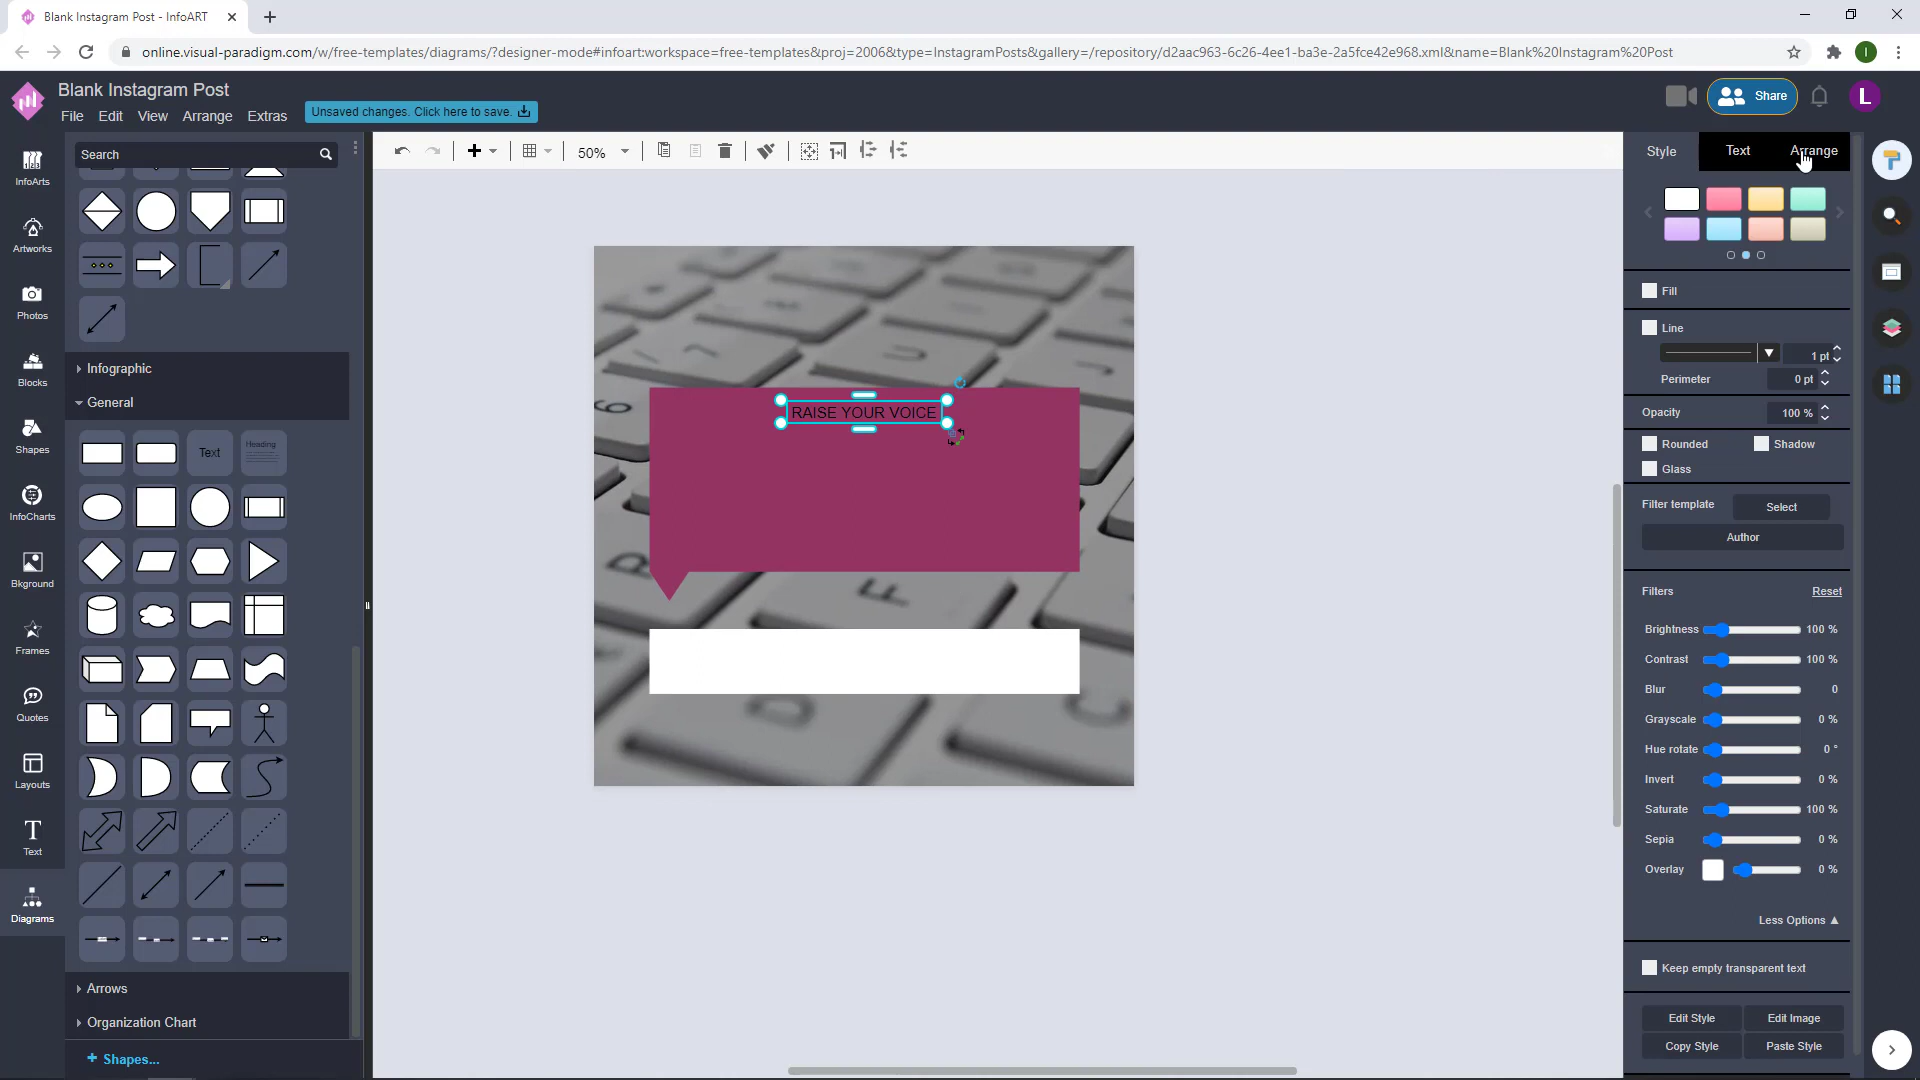 Blank Instagram Post - InfoART
online.visual-paradigm.com/w/free-templates/diagrams/?designer-mode#infoart:workspace=free-templates&proj=2006&type=InstagramPosts&gallery=/repository/d2aac963-6c26-4ee1-ba3e-2a5fce42e968.xml&name=Blank%20Instagram%20Post
I
Blank Instagram Post
File Edit View Arrange Extras
Unsaved changes. Click here to save.
Share
L
InfoArts
Artworks
Photos
Blocks
Shapes
InfoCharts
Bkground
Frames
Quotes
Layouts
Text
Diagrams
Search
Infographic
General
Text
Heading
Arrows
Organization Chart
+ Shapes...
50%
RAISE YOUR VOICE
U
6
R
F
D
C
Style Text Arrange
Fill
Line
1 pt
Perimeter 0 pt
Opacity 100 %
Rounded Shadow
Glass
Filter template Select
Author
Filters Reset
Brightness 100 %
Contrast 100 %
Blur 0
Grayscale 0 %
Hue rotate 0 °
Invert 0 %
Saturate 100 %
Sepia 0 %
Overlay 0 %
Less Options
Keep empty transparent text
Edit Style Edit Image
Copy Style Paste Style